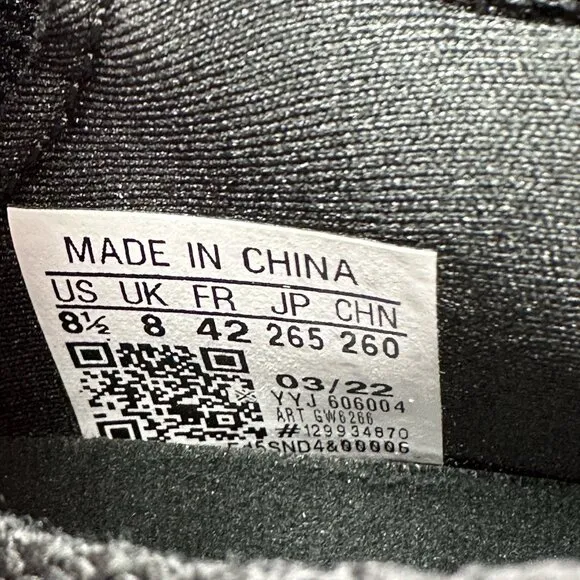 MADE IN CHINA
US UK FR JP CHN
8½ 8 42 265 260
03/22
YYJ 606004
ART GW6286
#129934870